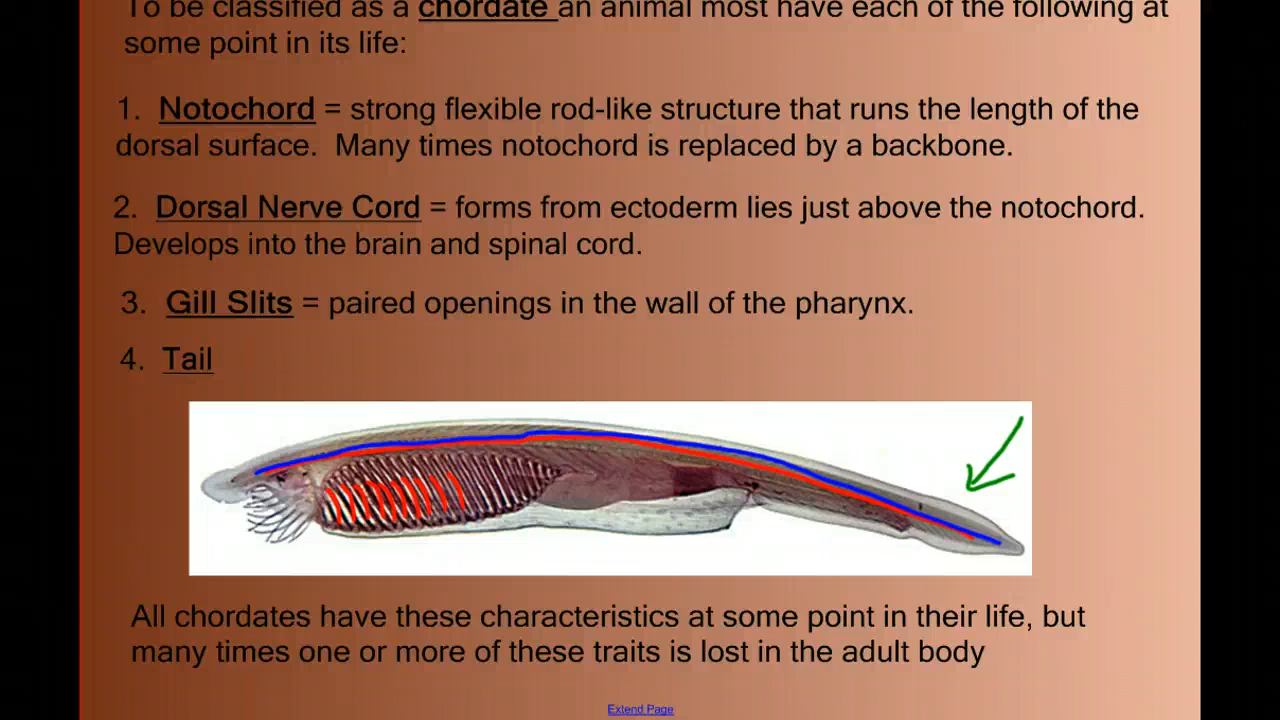 To be classified as a chordate an animal most have each of the following at
some point in its life:
1. Notochord = strong flexible rod-like structure that runs the length of the
dorsal surface. Many times notochord is replaced by a backbone.
2. Dorsal Nerve Cord = forms from ectoderm lies just above the notochord.
Develops into the brain and spinal cord.
3. Gill Slits = paired openings in the wall of the pharynx.
4. Tail
All chordates have these characteristics at some point in their life, but
many times one or more of these traits is lost in the adult body
Extend Page